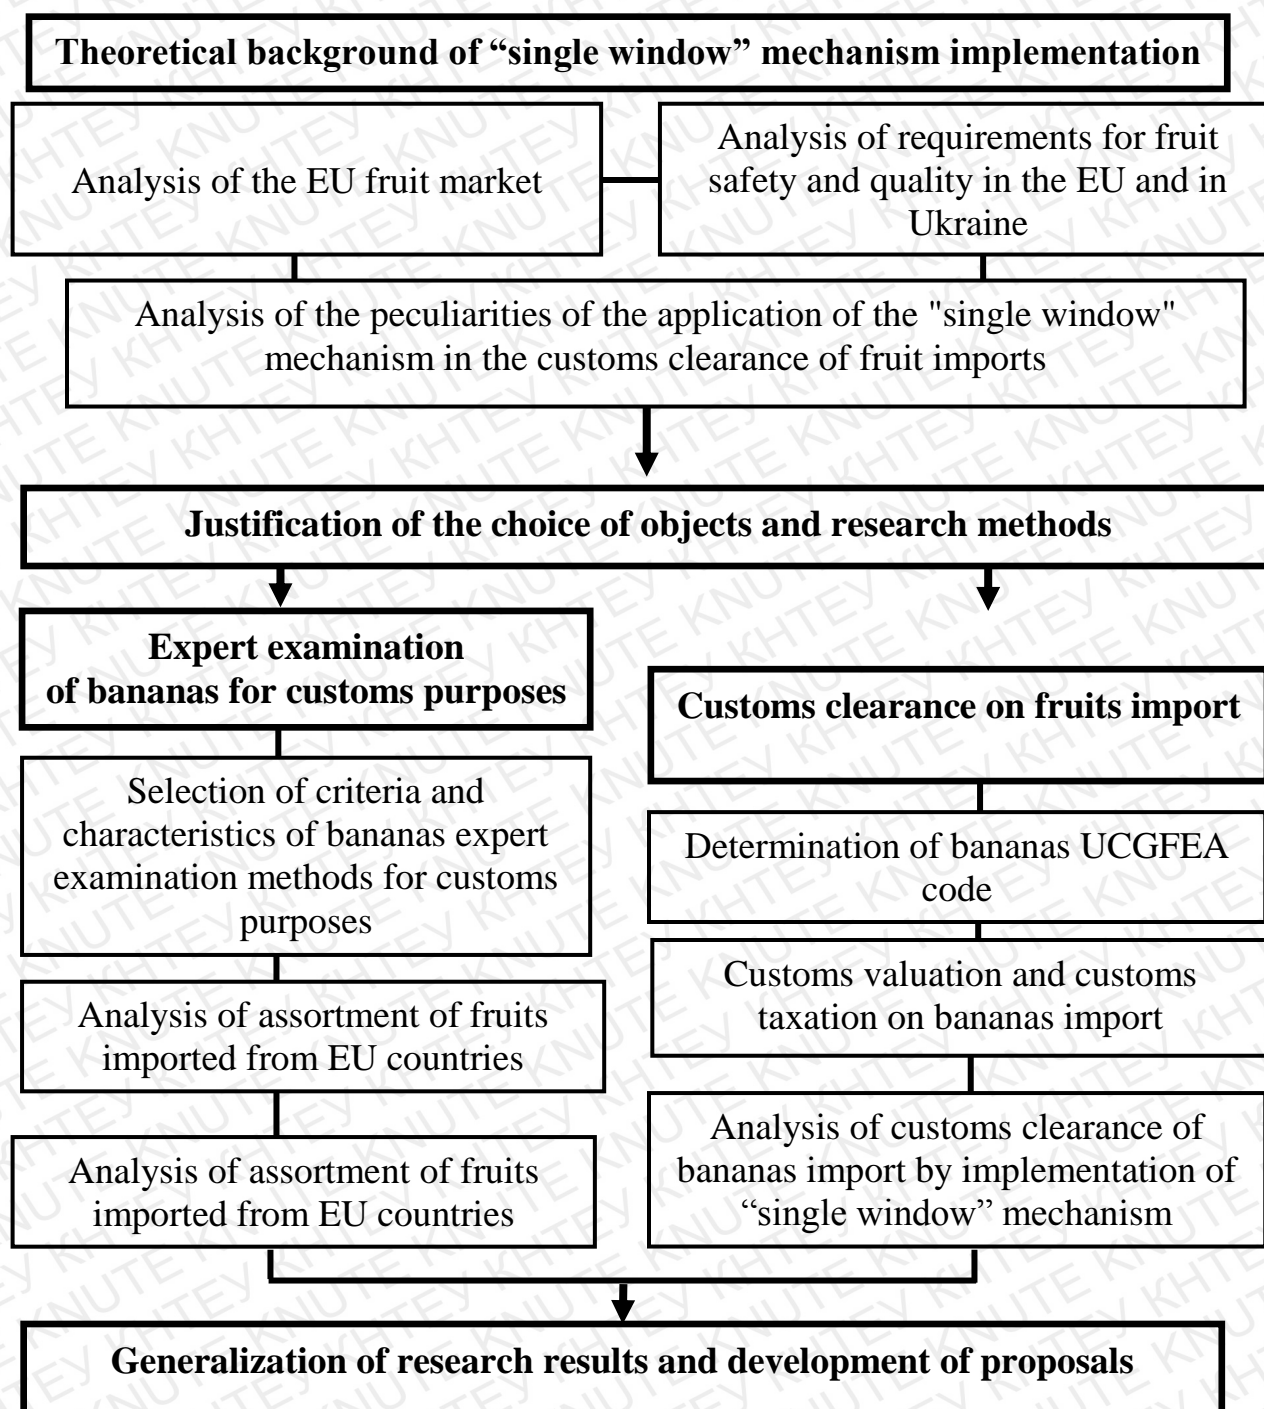 Theoretical background of “single window” mechanism implementation
Analysis of the EU fruit market
Analysis of requirements for fruit
safety and quality in the EU and in
Ukraine
Analysis of the peculiarities of the application of the "single window"
mechanism in the customs clearance of fruit imports
Justification of the choice of objects and research methods
Expert examination
of bananas for customs purposes
Selection of criteria and
characteristics of bananas expert
examination methods for customs
purposes
Analysis of assortment of fruits
imported from EU countries
Analysis of assortment of fruits
imported from EU countries
Customs clearance on fruits import
Determination of bananas UCGFEA
code
Customs valuation and customs
taxation on bananas import
Analysis of customs clearance of
bananas import by implementation of
“single window” mechanism
Generalization of research results and development of proposals